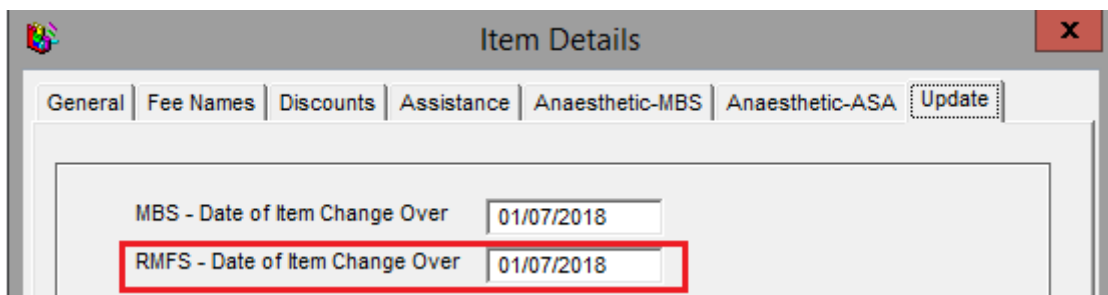 Item Details
x
General Fee Names Discounts Assistance Anaesthetic-MBS Anaesthetic-ASA Update
MBS - Date of Item Change Over 01/07/2018
RMFS - Date of Item Change Over 01/07/2018